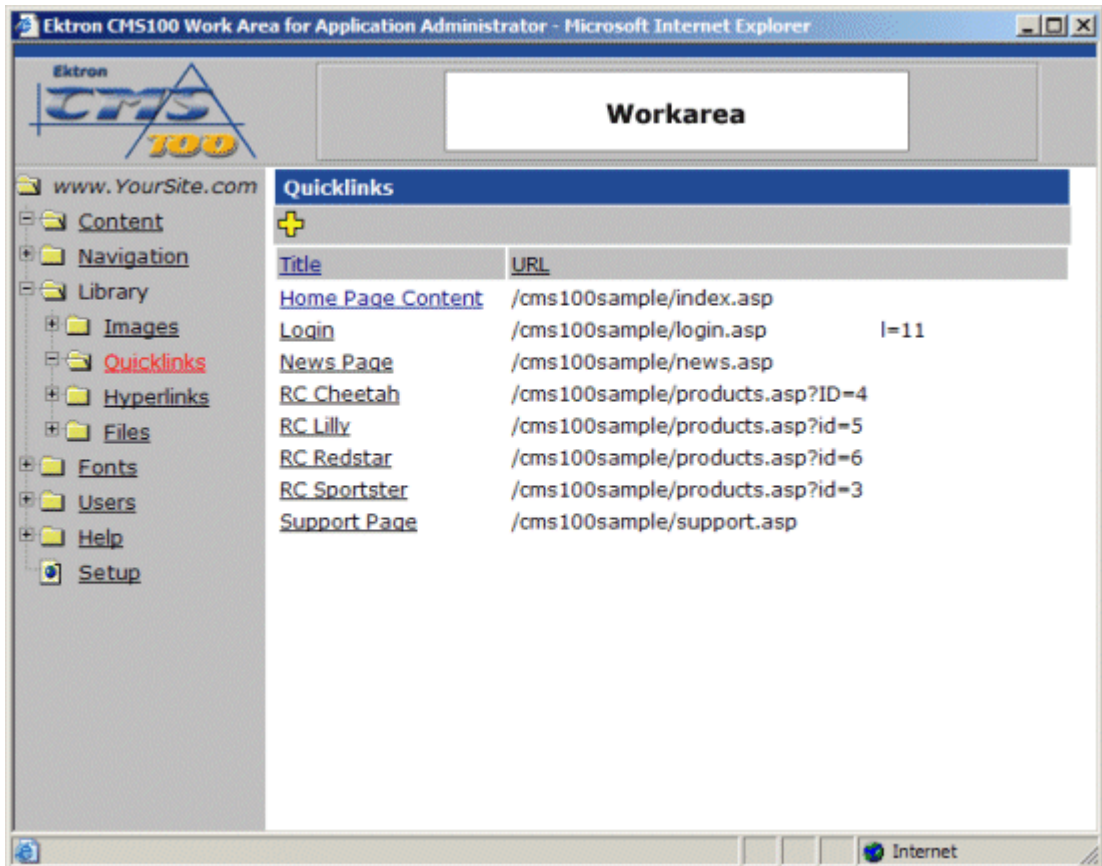 Ektron CMS100 Work Area for Application Administrator - Microsoft Internet Explorer
Ektron
CMS
100
Workarea
www.YourSite.com
Content
Navigation
Library
Images
Quicklinks
Hyperlinks
Files
Fonts
Users
Help
Setup
Quicklinks
Title URL
Home Page Content /cms100sample/index.asp
Login /cms100sample/login.asp l=11
News Page /cms100sample/news.asp
RC Cheetah /cms100sample/products.asp?ID=4
RC Lilly /cms100sample/products.asp?id=5
RC Redstar /cms100sample/products.asp?id=6
RC Sportster /cms100sample/products.asp?id=3
Support Page /cms100sample/support.asp
Internet